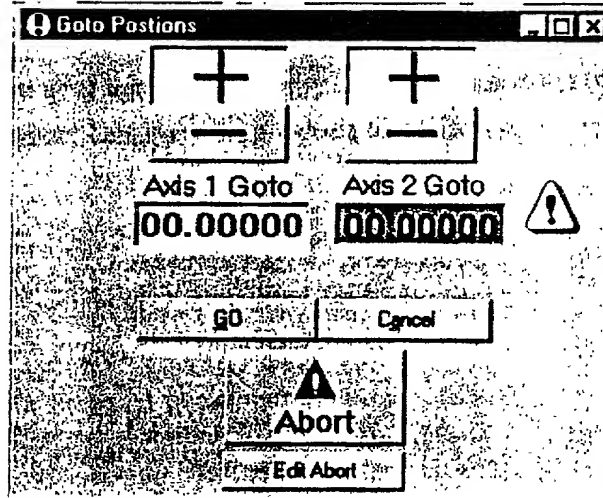 Goto Postions
+ +
- -
Axis 1 Goto Axis 2 Goto
00.00000 00.00000
GO Cancel
Abort
Edit Abort